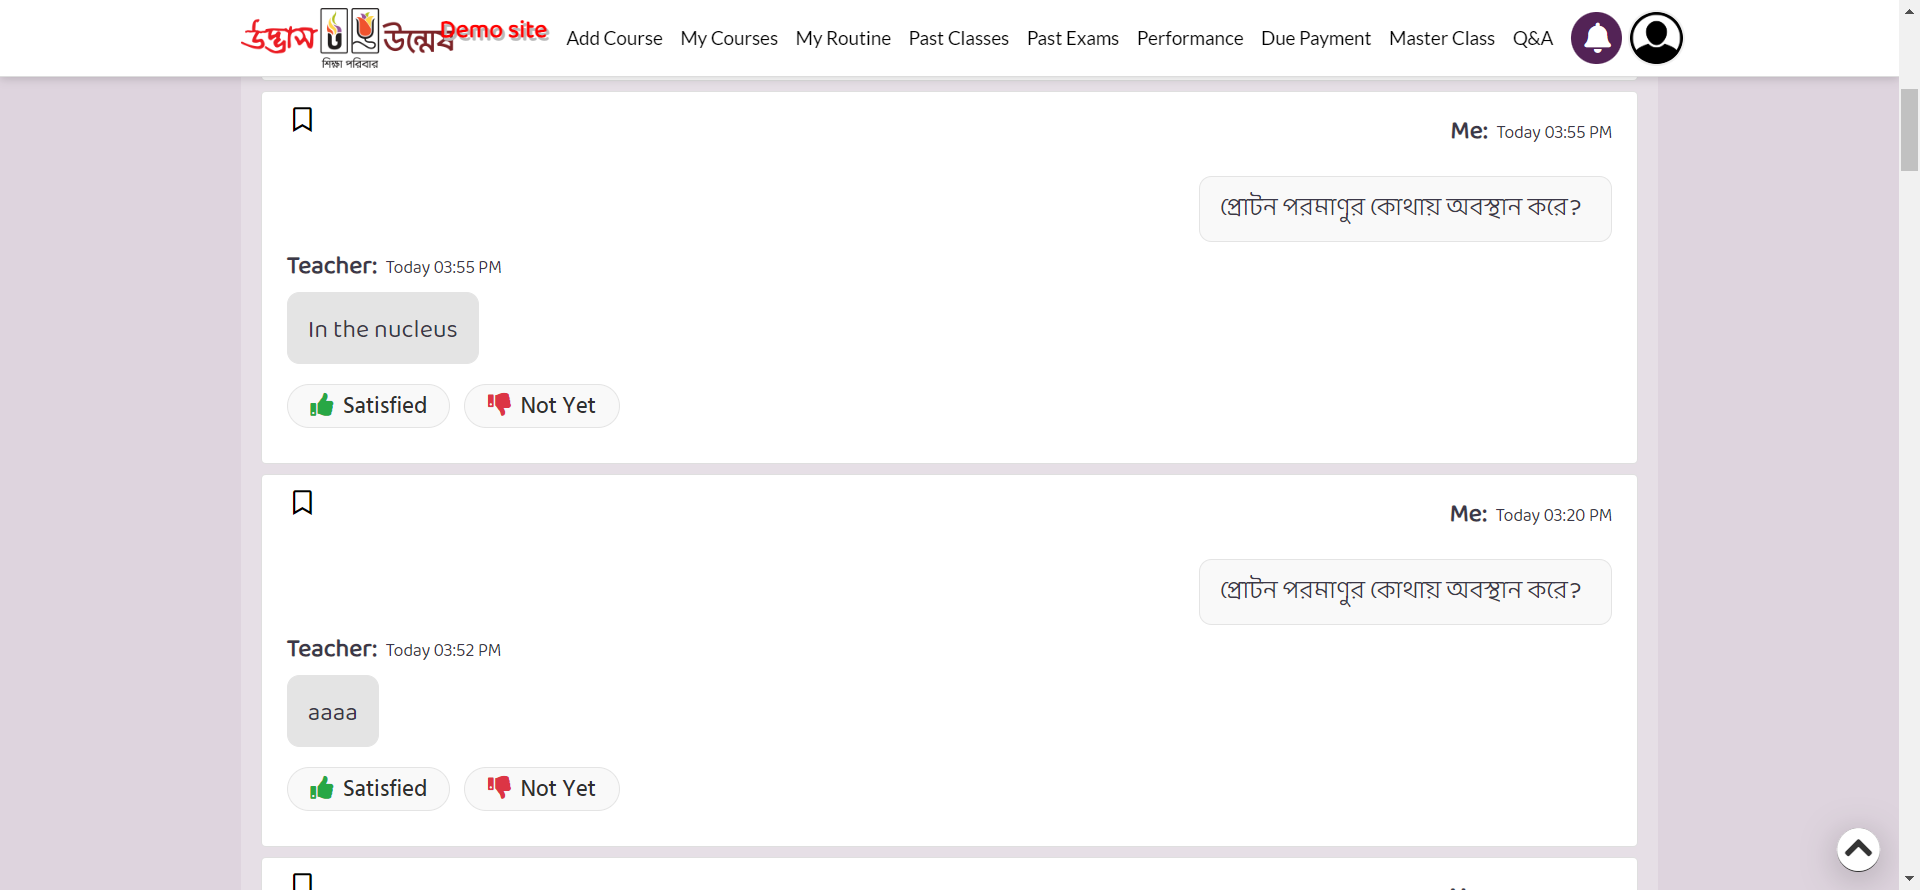 উদ্ভাস উন্মেষ
শিক্ষা পরিবার
Demo site
Add Course My Courses My Routine Past Classes Past Exams Performance Due Payment Master Class Q&A
Me: Today 03:55 PM
প্রোটন পরমাণুর কোথায় অবস্থান করে?
Teacher: Today 03:55 PM
In the nucleus
Satisfied Not Yet
Me: Today 03:20 PM
প্রোটন পরমাণুর কোথায় অবস্থান করে?
Teacher: Today 03:52 PM
aaaa
Satisfied Not Yet